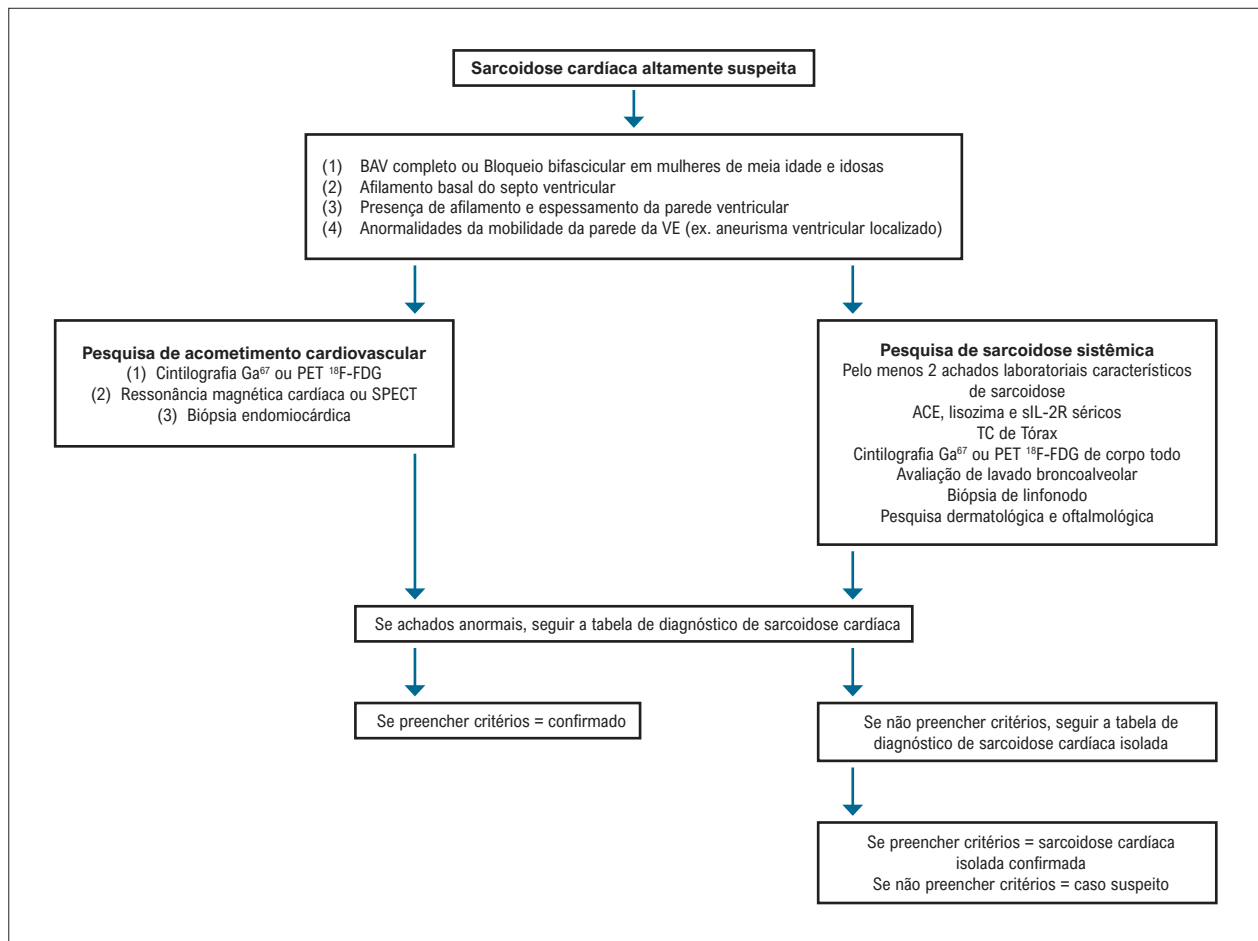 Sarcoidose cardíaca altamente suspeita
(1) BAV completo ou Bloqueio bifascicular em mulheres de meia idade e idosas
(2) Afilamento basal do septo ventricular
(3) Presença de afilamento e espessamento da parede ventricular
(4) Anormalidades da mobilidade da parede da VE (ex. aneurisma ventricular localizado)
Pesquisa de acometimento cardiovascular
(1) Cintilografia Ga⁶⁷ ou PET ¹⁸F-FDG
(2) Ressonância magnética cardíaca ou SPECT
(3) Biópsia endomiocárdica
Pesquisa de sarcoidose sistêmica
Pelo menos 2 achados laboratoriais característicos
de sarcoidose
ACE, lisozima e sIL-2R séricos
TC de Tórax
Cintilografia Ga⁶⁷ ou PET ¹⁸F-FDG de corpo todo
Avaliação de lavado broncoalveolar
Biópsia de linfonodo
Pesquisa dermatológica e oftalmológica
Se achados anormais, seguir a tabela de diagnóstico de sarcoidose cardíaca
Se preencher critérios = confirmado
Se não preencher critérios, seguir a tabela de
diagnóstico de sarcoidose cardíaca isolada
Se preencher critérios = sarcoidose cardíaca
isolada confirmada
Se não preencher critérios = caso suspeito